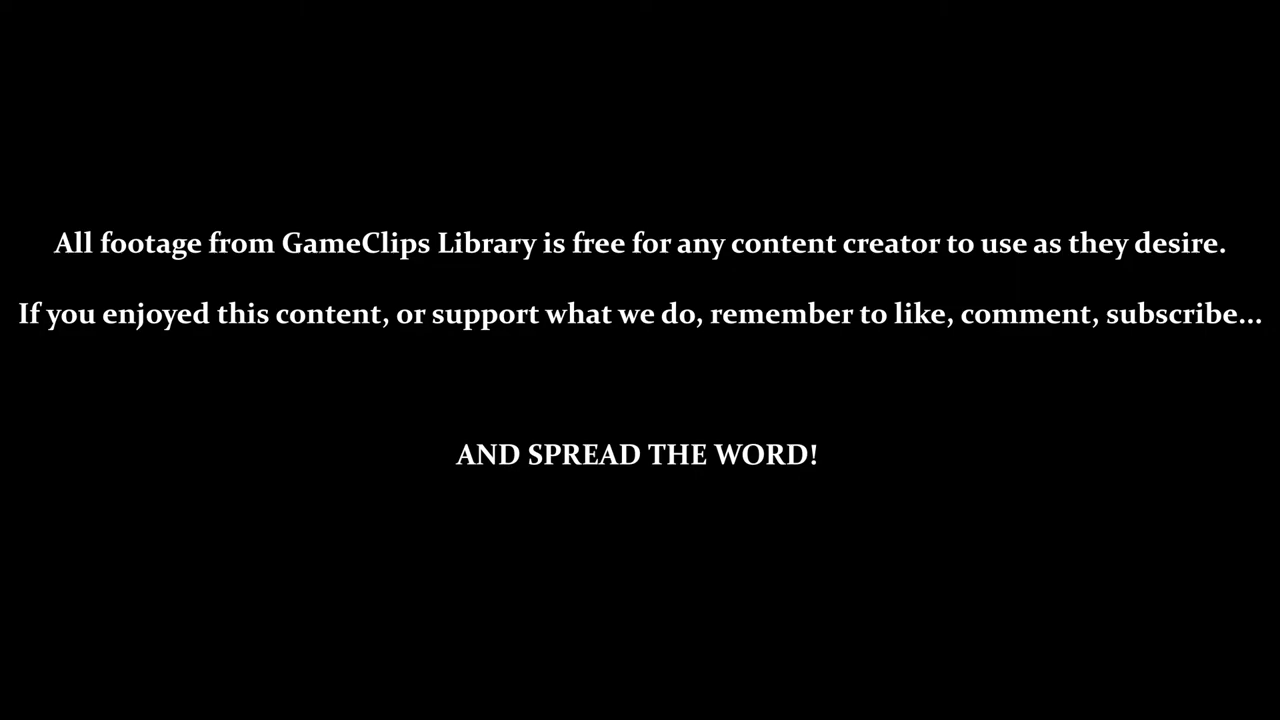 All footage from GameClips Library is free for any content creator to use as they desire.
If you enjoyed this content, or support what we do, remember to like, comment, subscribe...
AND SPREAD THE WORD!